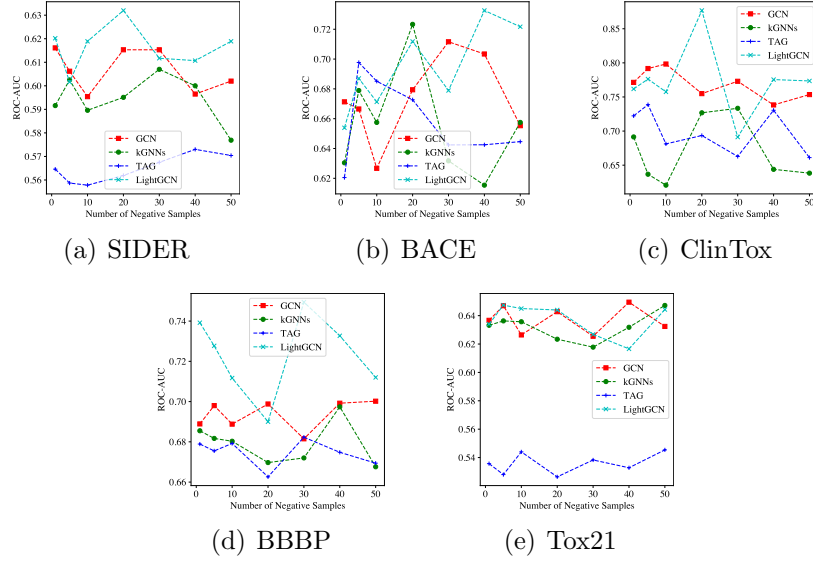 0.63
0.62
0.61
0.60
0.59
0.58
0.57
0.56
ROC-AUC
GCN
kGNNs
TAG
LightGCN
0 10 20 30 40 50
Number of Negative Samples
(a) SIDER
0.72
0.70
0.68
0.66
0.64
0.62
ROC-AUC
GCN
kGNNs
TAG
LightGCN
0 10 20 30 40 50
Number of Negative Samples
(b) BACE
0.85
0.80
0.75
0.70
0.65
ROC-AUC
GCN
kGNNs
TAG
LightGCN
0 10 20 30 40 50
Number of Negative Samples
(c) ClinTox
0.74
0.72
0.70
0.68
0.66
ROC-AUC
GCN
kGNNs
TAG
LightGCN
0 10 20 30 40 50
Number of Negative Samples
(d) BBBP
0.64
0.62
0.60
0.58
0.56
0.54
ROC-AUC
GCN
kGNNs
TAG
LightGCN
0 10 20 30 40 50
Number of Negative Samples
(e) Tox21